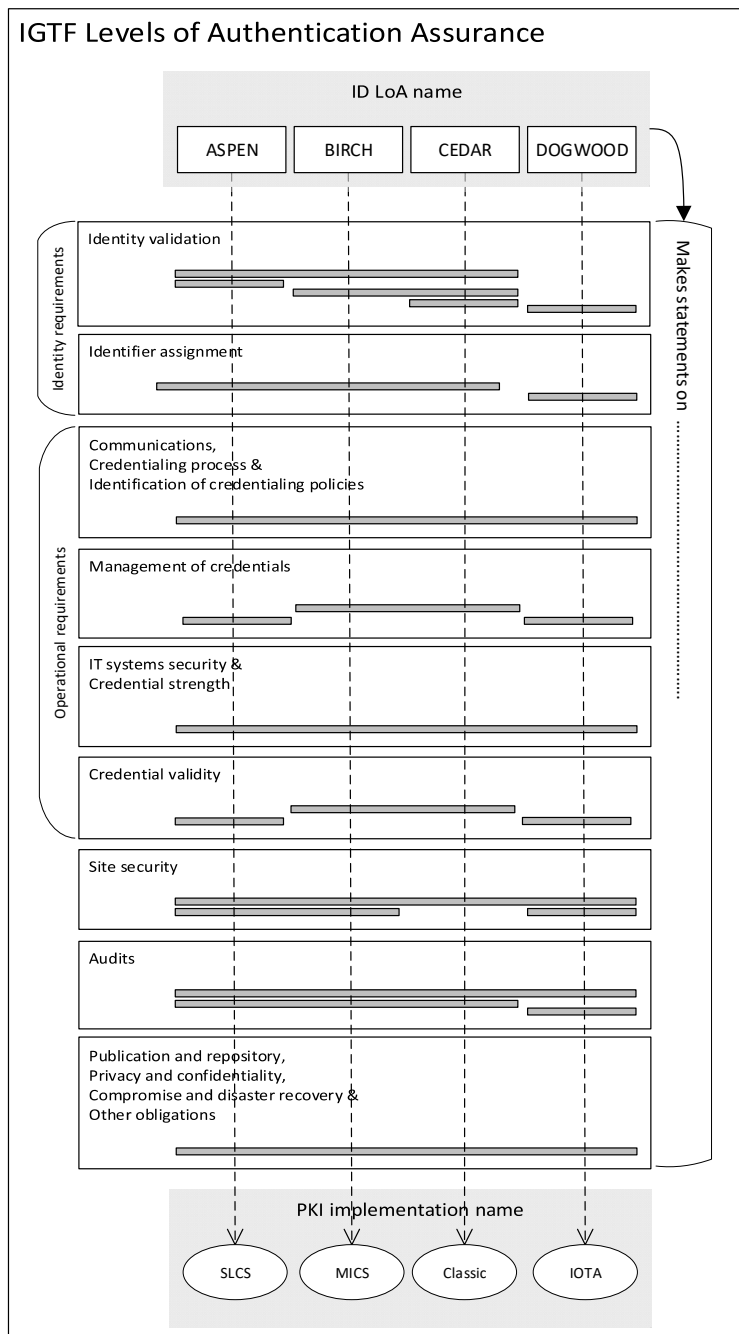 IGTF Levels of Authentication Assurance
ID LoA name
ASPEN
BIRCH
CEDAR
DOGWOOD
Makes statements on
Identity requirements
Identity validation
Identifier assignment
Operational requirements
Communications,
Credentialing process &
Identification of credentialing policies
Management of credentials
IT systems security &
Credential strength
Credential validity
Site security
Audits
Publication and repository,
Privacy and confidentiality,
Compromise and disaster recovery &
Other obligations
PKI implementation name
SLCS
MICS
Classic
IOTA